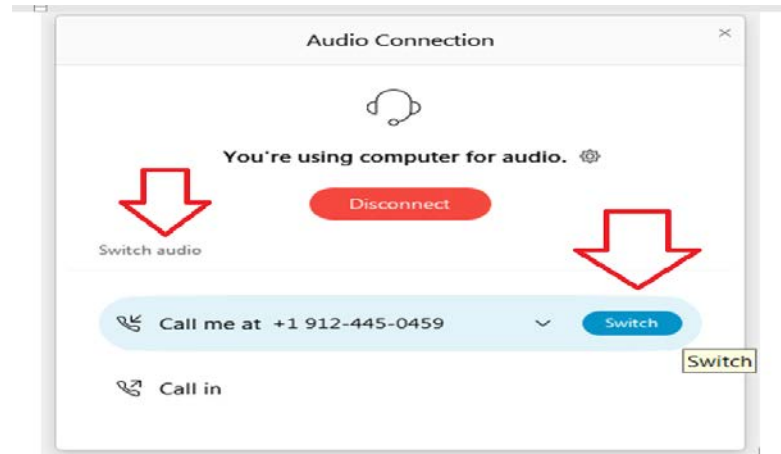 Audio Connection
You're using computer for audio.
Disconnect
Switch audio
Call me at +1 912-445-0459
Switch
Switch
Call in